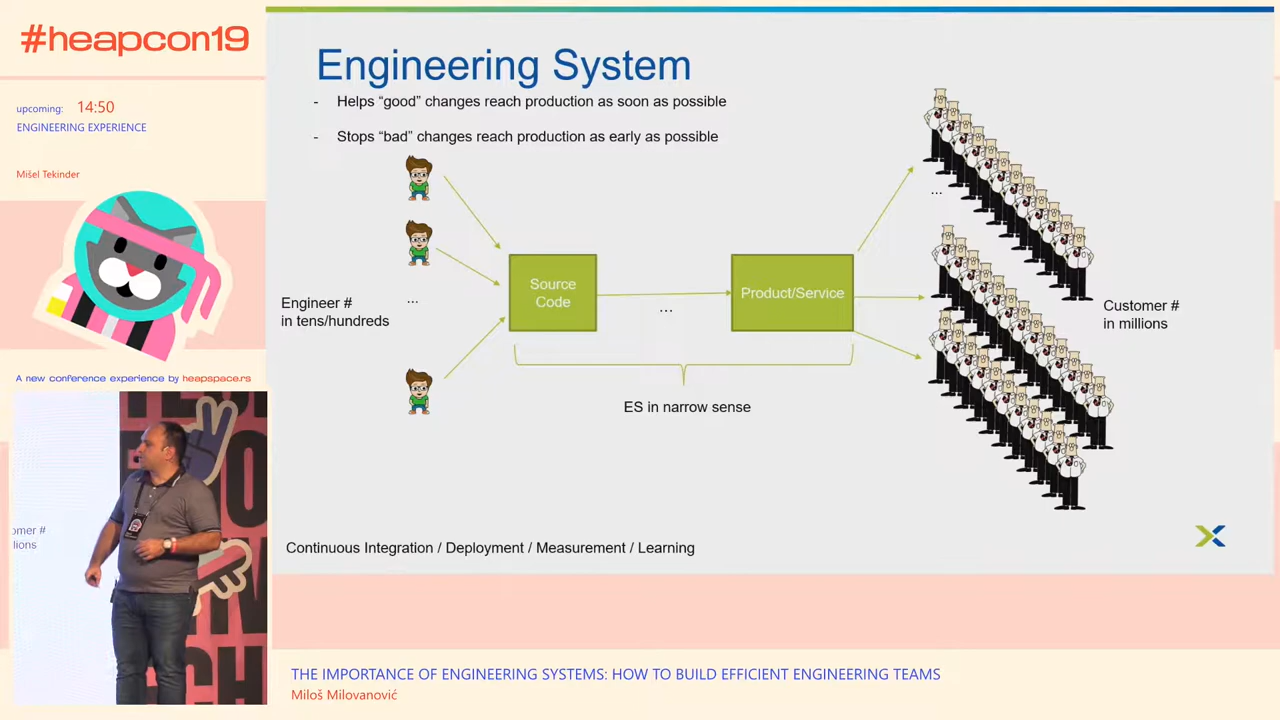 #heapcon19
upcoming: 14:50
ENGINEERING EXPERIENCE
Mišel Tekinder
A new conference experience by heapspace.rs
Engineering System
- Helps “good” changes reach production as soon as possible
- Stops “bad” changes reach production as early as possible
...
Engineer #
in tens/hundreds
...
Source
Code
...
Product/Service
Customer #
in millions
ES in narrow sense
Continuous Integration / Deployment / Measurement / Learning
omer #
lions
THE IMPORTANCE OF ENGINEERING SYSTEMS: HOW TO BUILD EFFICIENT ENGINEERING TEAMS
Miloš Milovanović